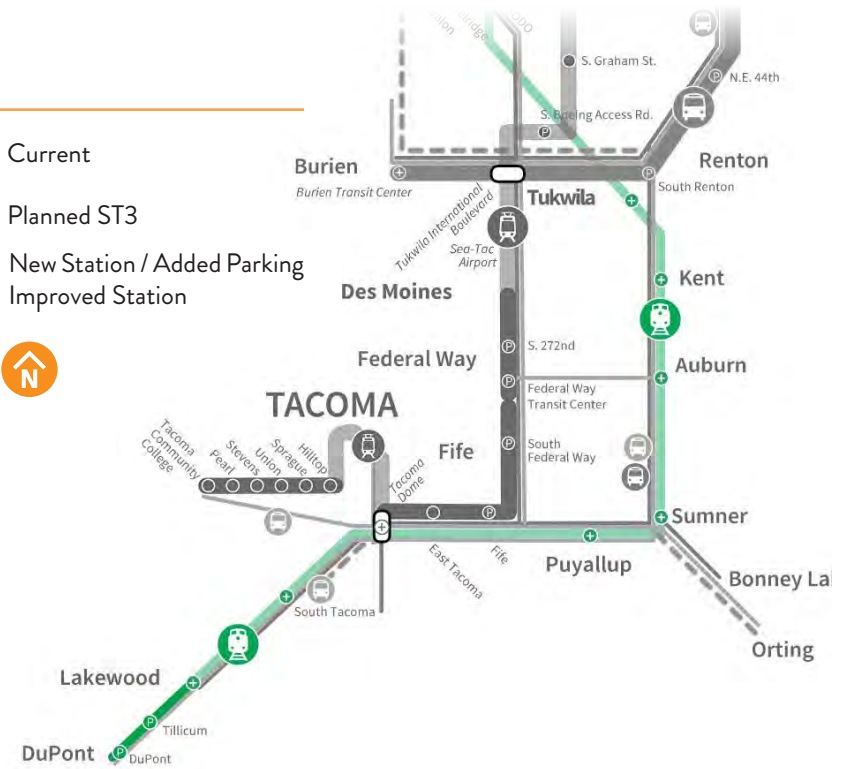 Current
Planned ST3
New Station / Added Parking
Improved Station
N
S. Graham St.
P
N.E. 44th
S. Boeing Access Rd.
P
Burien
Burien Transit Center
Renton
P
South Renton
Tukwila International
Boulevard
Tukwila
Sea-Tac
Airport
Kent
Des Moines
P
S. 272nd
Federal Way
Auburn
P
Federal Way
Transit Center
TACOMA
Tacoma
Community
College
Pearl
Stevens
Union
Sprague
Hilltop
Fife
P
South
Federal Way
Tacoma
Dome
P
Sumner
East Tacoma
Fife
Puyallup
Bonney La
Orting
South Tacoma
Lakewood
P
Tillicum
DuPont
P
DuPont